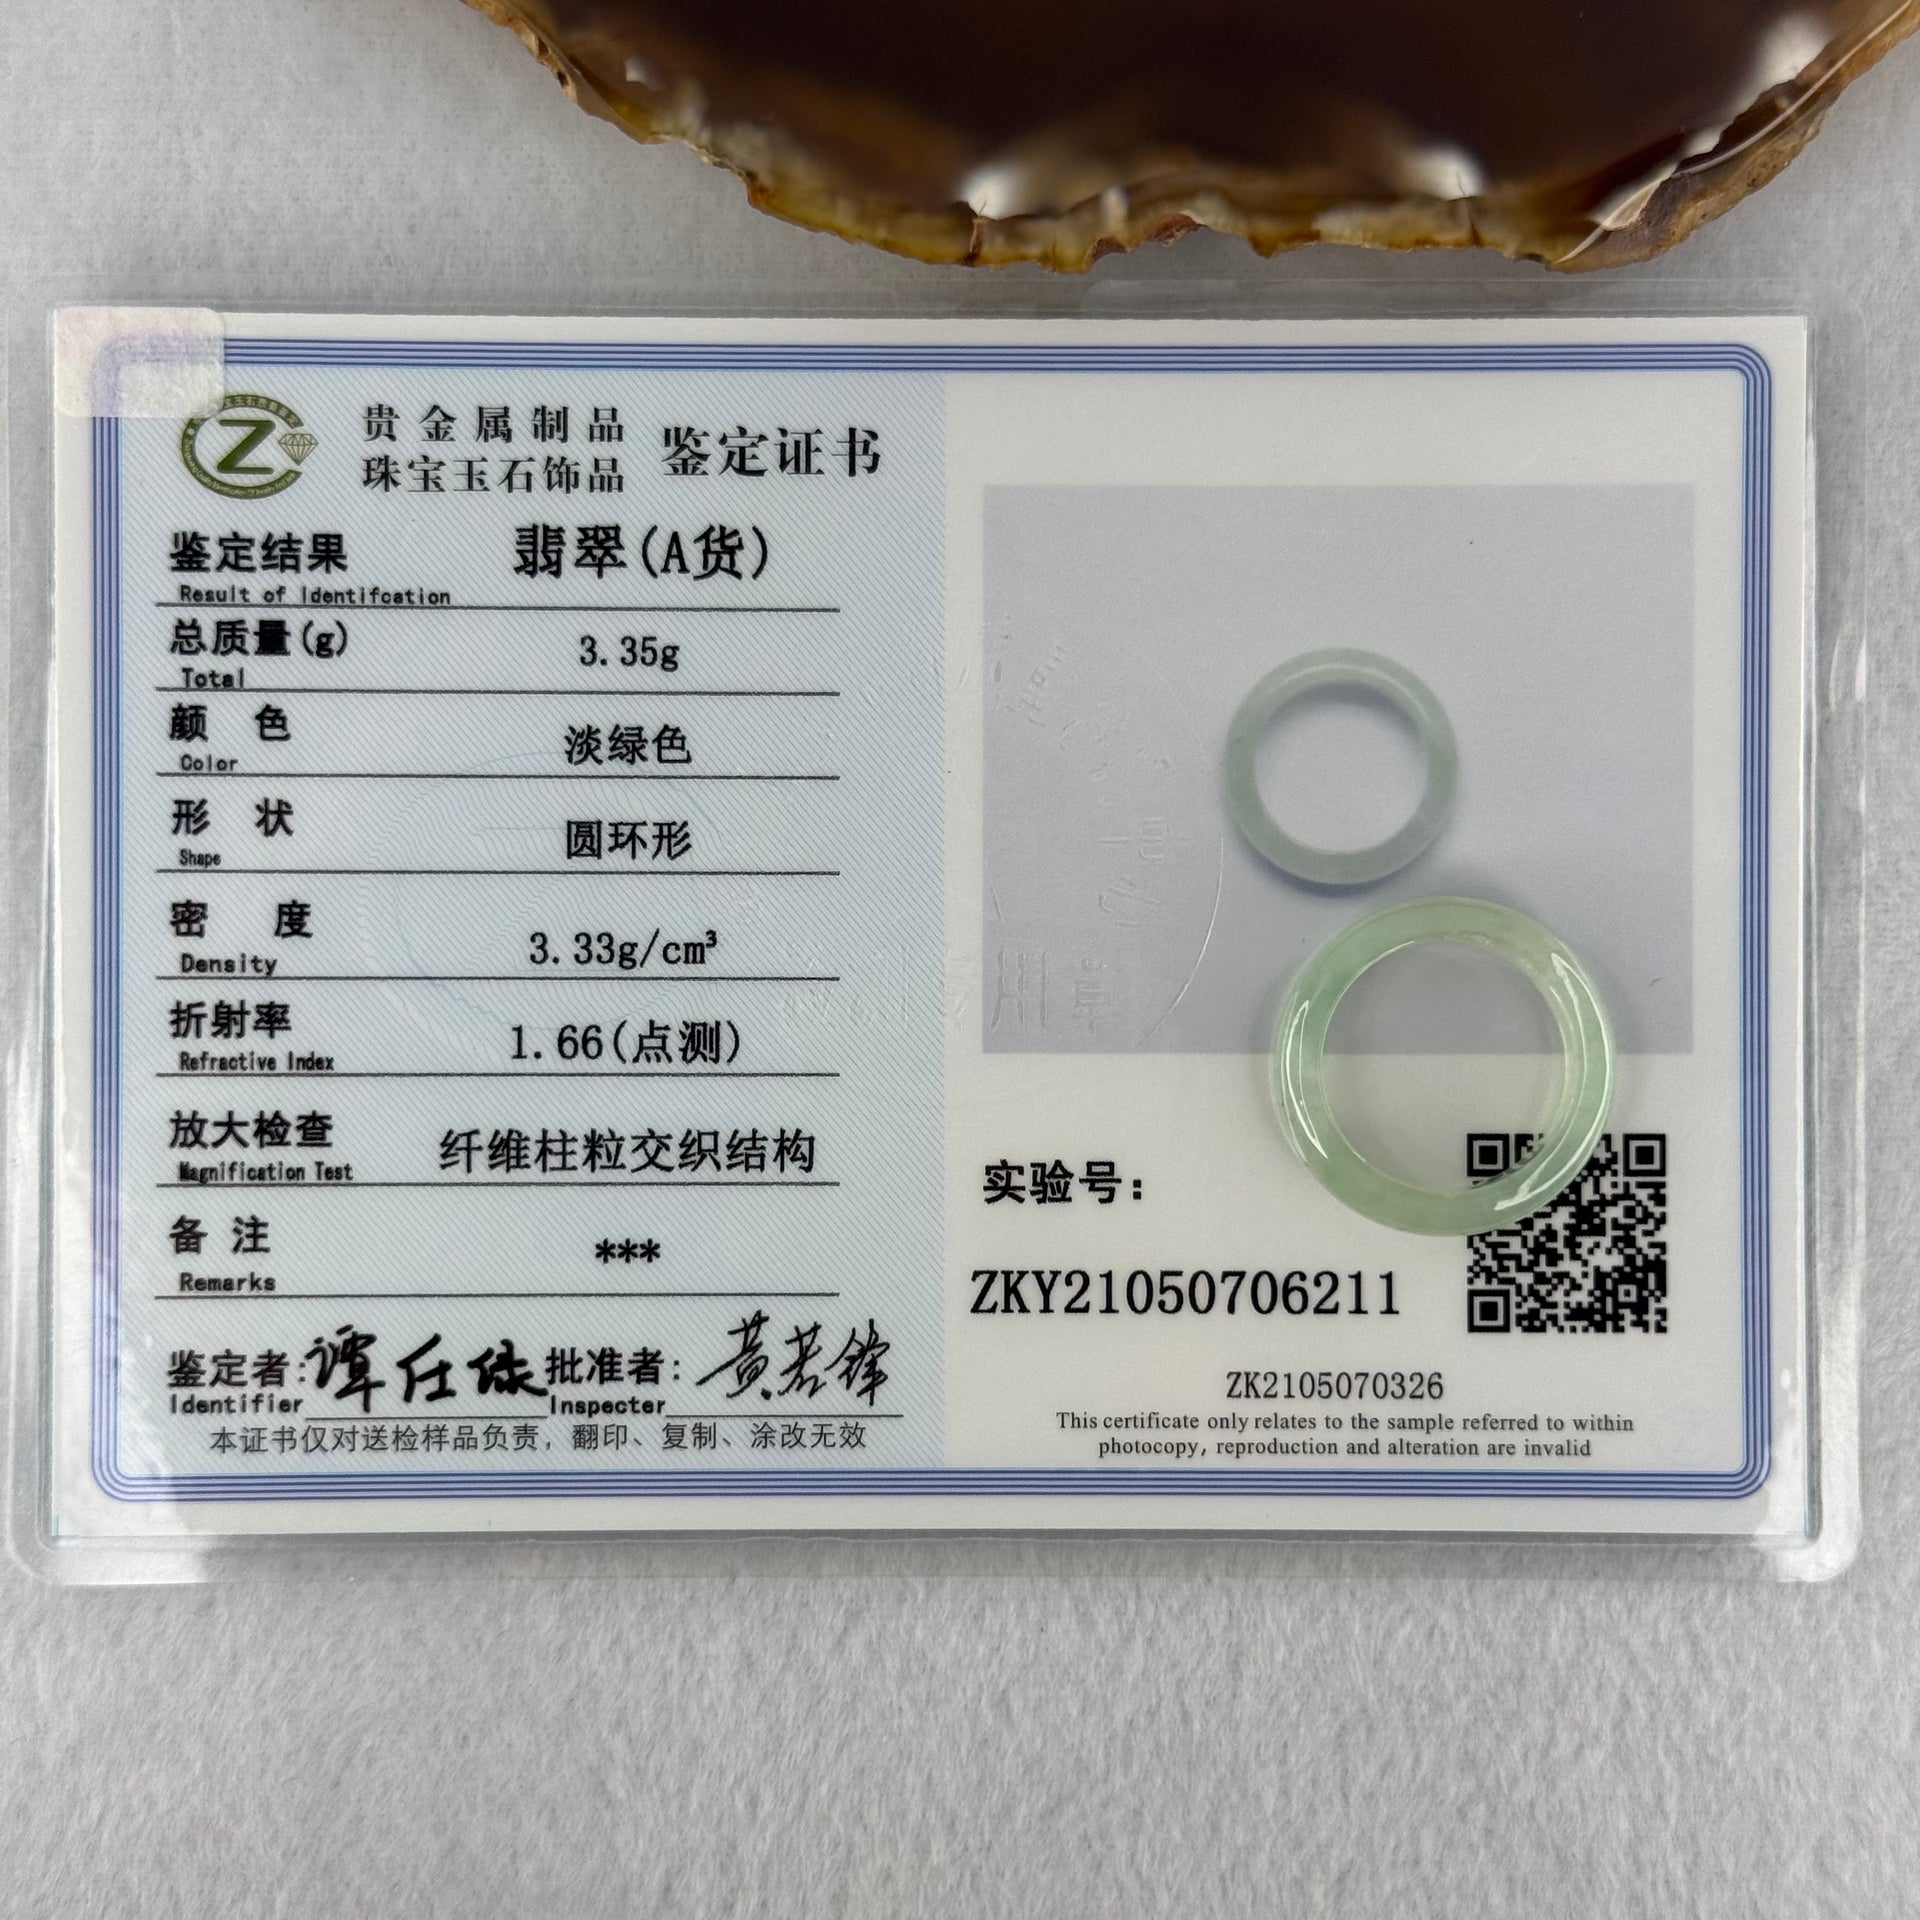 贵金属制品
珠宝玉石饰品
鉴定证书
鉴定结果 翡翠(A货)
Result of Identifcation
总质量(g) 3.35g
Total
颜 色 淡绿色
Color
形 状 圆环形
Shape
密 度 3.33g/cm³
Density
折射率 1.66(点测)
Refractive Index
放大检查 纤维柱粒交织结构
Magnification Test
备 注 ***
Remarks
鉴定者: 批准者: 黄若锋
Identifier Inspecter
本证书仅对送检样品负责，翻印、复制、涂改无效
实验号:
ZKY21050706211
ZK2105070326
This certificate only relates to the sample referred to within
photocopy, reproduction and alteration are invalid